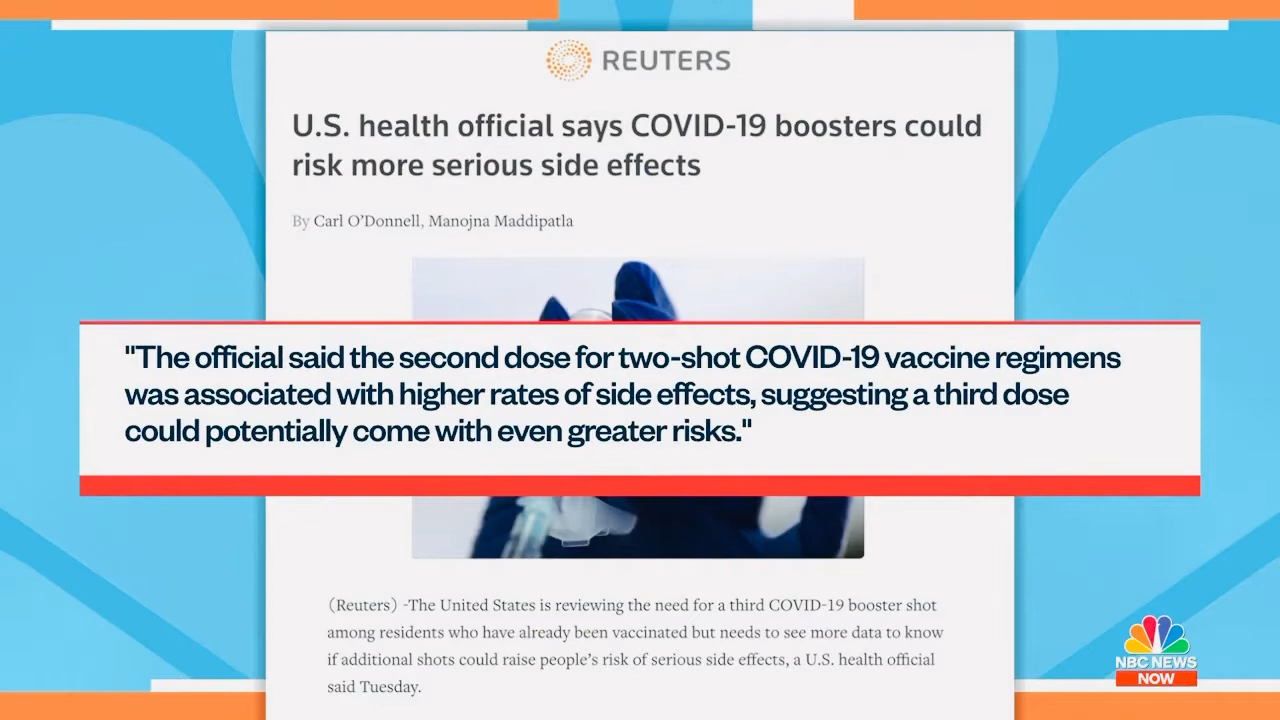 REUTERS
U.S. health official says COVID-19 boosters could
risk more serious side effects
By Carl O'Donnell, Manojna Maddipatla
"The official said the second dose for two-shot COVID-19 vaccine regimens
was associated with higher rates of side effects, suggesting a third dose
could potentially come with even greater risks."
(Reuters) -The United States is reviewing the need for a third COVID-19 booster shot
among residents who have already been vaccinated but needs to see more data to know
if additional shots could raise people’s risk of serious side effects, a U.S. health official
said Tuesday.
NBC NEWS
NOW